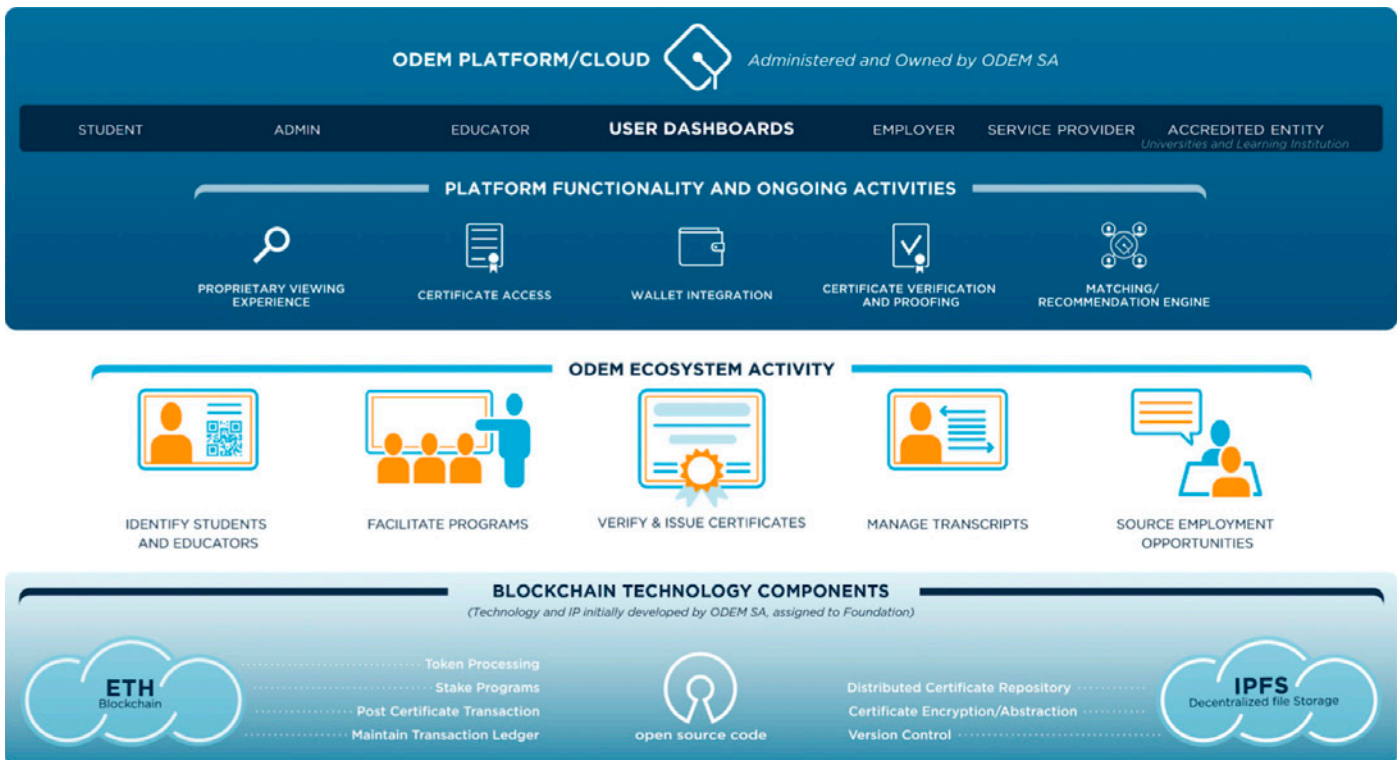 ODEM PLATFORM/CLOUD Administered and Owned by ODEM SA
STUDENT ADMIN EDUCATOR USER DASHBOARDS EMPLOYER SERVICE PROVIDER ACCREDITED ENTITY
Universities and Learning Institution
PLATFORM FUNCTIONALITY AND ONGOING ACTIVITIES
PROPRIETARY VIEWING
EXPERIENCE
CERTIFICATE ACCESS
WALLET INTEGRATION
CERTIFICATE VERIFICATION
AND PROOFING
MATCHING/
RECOMMENDATION ENGINE
ODEM ECOSYSTEM ACTIVITY
IDENTIFY STUDENTS
AND EDUCATORS
FACILITATE PROGRAMS
VERIFY & ISSUE CERTIFICATES
MANAGE TRANSCRIPTS
SOURCE EMPLOYMENT
OPPORTUNITIES
BLOCKCHAIN TECHNOLOGY COMPONENTS
(Technology and IP initially developed by ODEM SA, assigned to Foundation)
ETH
Blockchain
Token Processing
Stake Programs
Post Certificate Transaction
Maintain Transaction Ledger
open source code
Distributed Certificate Repository
Certificate Encryption/Abstraction
Version Control
IPFS
Decentralized file Storage